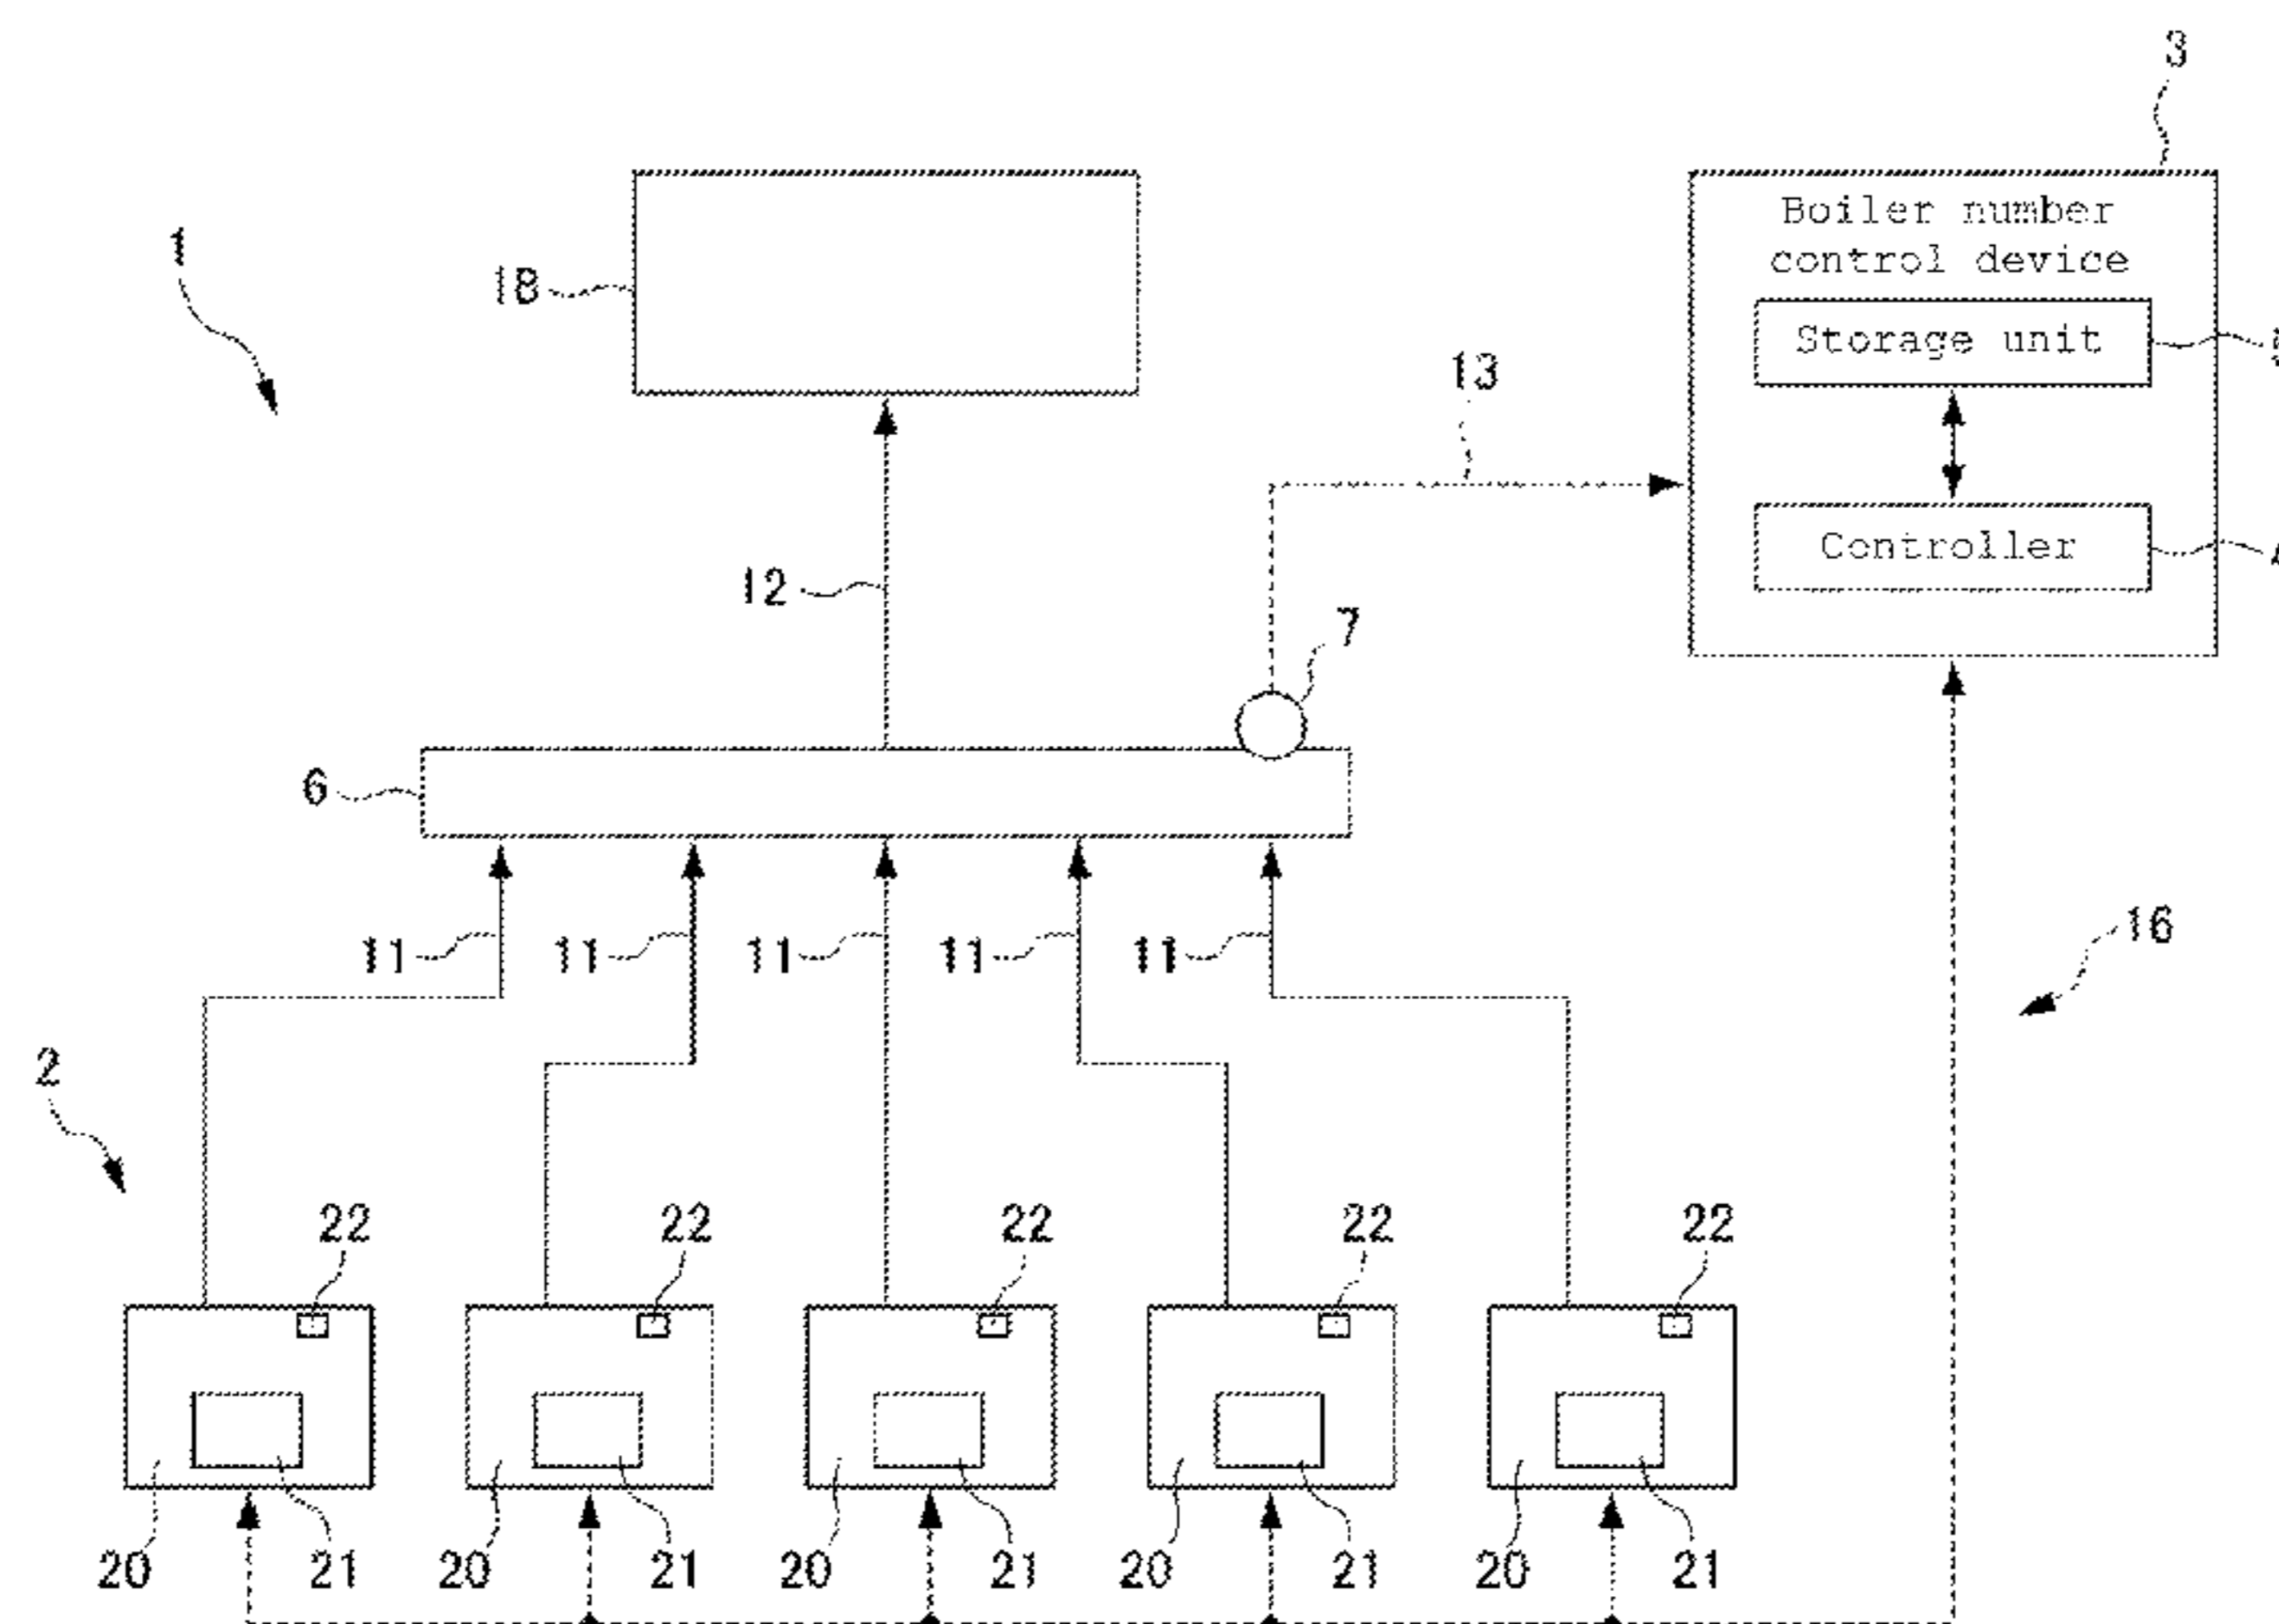 3
Boiler number
control device
1
18
Storage unit
13
Controller
12
7
6
11 11 11 11 11
16
2
22 22 22 22 22
20 21 20 21 20 21 20 21 20 21